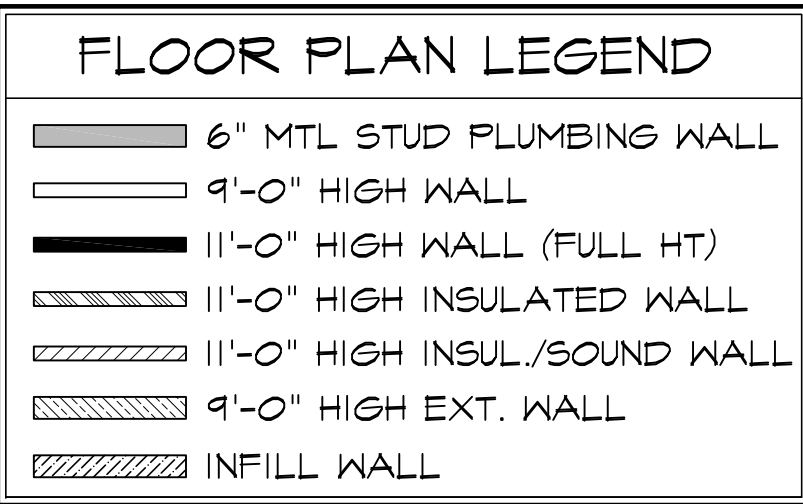 FLOOR PLAN LEGEND
6" MTL STUD PLUMBING WALL
9'-0" HIGH WALL
11'-0" HIGH WALL (FULL HT)
11'-0" HIGH INSULATED WALL
11'-0" HIGH INSUL./SOUND WALL
9'-0" HIGH EXT. WALL
INFILL WALL